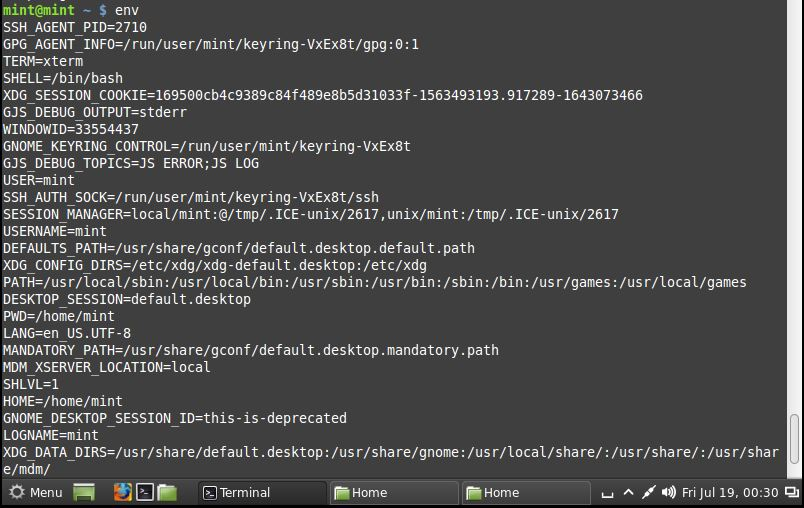 mint@mint ~ $ env
SSH_AGENT_PID=2710
GPG_AGENT_INFO=/run/user/mint/keyring-VxEx8t/gpg:0:1
TERM=xterm
SHELL=/bin/bash
XDG_SESSION_COOKIE=169500cb4c9389c84f489e8b5d31033f-1563493193.917289-1643073466
GJS_DEBUG_OUTPUT=stderr
WINDOWID=33554437
GNOME_KEYRING_CONTROL=/run/user/mint/keyring-VxEx8t
GJS_DEBUG_TOPICS=JS ERROR;JS LOG
USER=mint
SSH_AUTH_SOCK=/run/user/mint/keyring-VxEx8t/ssh
SESSION_MANAGER=local/mint:@/tmp/.ICE-unix/2617,unix/mint:/tmp/.ICE-unix/2617
USERNAME=mint
DEFAULTS_PATH=/usr/share/gconf/default.desktop.default.path
XDG_CONFIG_DIRS=/etc/xdg/xdg-default.desktop:/etc/xdg
PATH=/usr/local/sbin:/usr/local/bin:/usr/sbin:/usr/bin:/sbin:/bin:/usr/games:/usr/local/games
DESKTOP_SESSION=default.desktop
PWD=/home/mint
LANG=en_US.UTF-8
MANDATORY_PATH=/usr/share/gconf/default.desktop.mandatory.path
MDM_XSERVER_LOCATION=local
SHLVL=1
HOME=/home/mint
GNOME_DESKTOP_SESSION_ID=this-is-deprecated
LOGNAME=mint
XDG_DATA_DIRS=/usr/share/default.desktop:/usr/share/gnome:/usr/local/share/:/usr/share/:/usr/shar
e/mdm/
Menu Terminal Home Home Fri Jul 19, 00:30